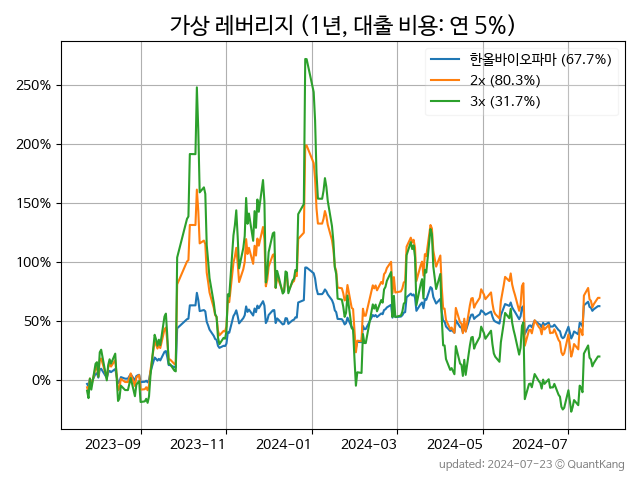 가상 레버리지 (1년, 대출 비용: 연 5%)
한올바이오파마 (67.7%)
2x (80.3%)
3x (31.7%)
250%
200%
150%
100%
50%
0%
2023-09
2023-11
2024-01
2024-03
2024-05
2024-07
updated: 2024-07-23 © QuantKang